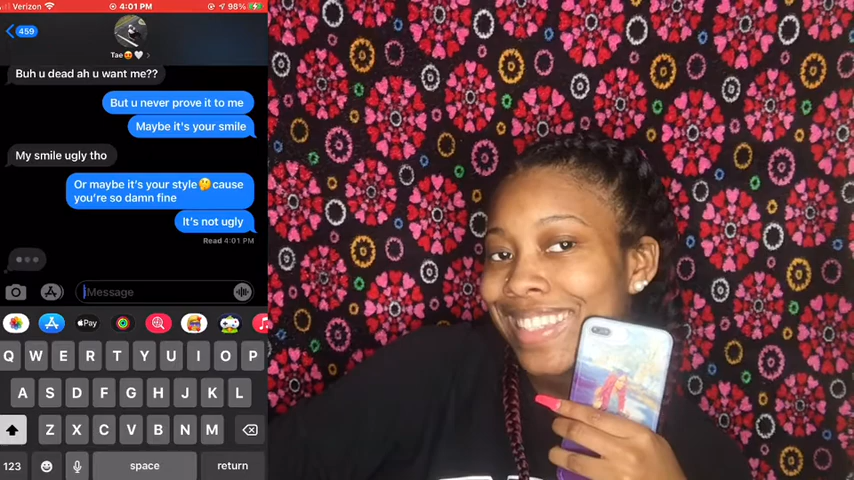 Verizon 4:01 PM 98%
459
Tae😍🤍 >
Buh u dead ah u want me??
But u never prove it to me
Maybe it's your smile
My smile ugly tho
Or maybe it's your style🤔cause
you're so damn fine
It's not ugly
Read 4:01 PM
Message
Pay
Q W E R T Y U I O P
A S D F G H J K L
Z X C V B N M
123 space return